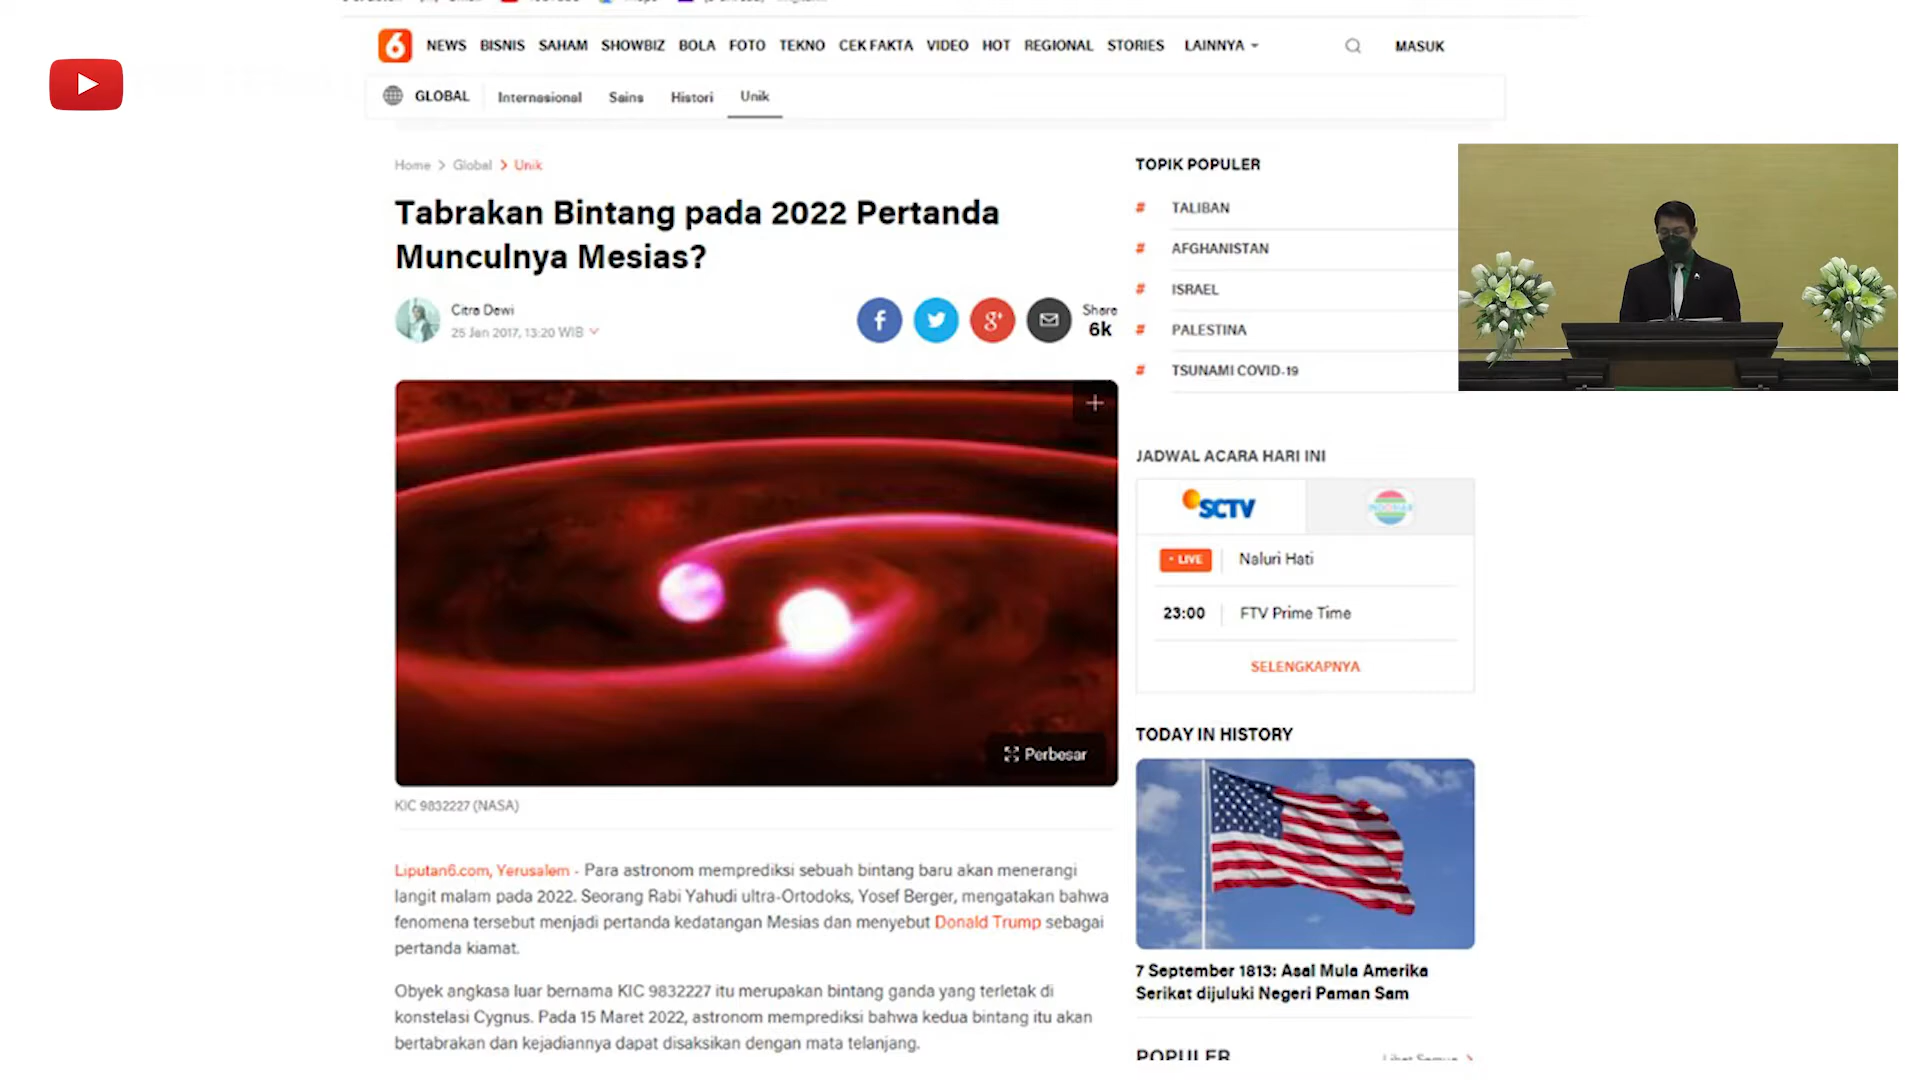 6 NEWS BISNIS SAHAM SHOWBIZ BOLA FOTO TEKNO CEK FAKTA VIDEO HOT REGIONAL STORIES LAINNYA MASUK
GLOBAL Internasional Sains Histori Unik
Home > Global > Unik
Tabrakan Bintang pada 2022 Pertanda
Munculnya Mesias?
Citra Dewi
25 Jan 2017, 13:20 WIB
Share
6k
Perbesar
KIC 9832227 (NASA)
Liputan6.com, Yerusalem - Para astronom memprediksi sebuah bintang baru akan menerangi
langit malam pada 2022. Seorang Rabi Yahudi ultra-Ortodoks, Yosef Berger, mengatakan bahwa
fenomena tersebut menjadi pertanda kedatangan Mesias dan menyebut Donald Trump sebagai
pertanda kiamat.
Obyek angkasa luar bernama KIC 9832227 itu merupakan bintang ganda yang terletak di
konstelasi Cygnus. Pada 15 Maret 2022, astronom memprediksi bahwa kedua bintang itu akan
bertabrakan dan kejadiannya dapat disaksikan dengan mata telanjang.
TOPIK POPULER
# TALIBAN
# AFGHANISTAN
# ISRAEL
# PALESTINA
# TSUNAMI COVID-19
JADWAL ACARA HARI INI
SCTV INDOSIAR
• LIVE Naluri Hati
23:00 FTV Prime Time
SELENGKAPNYA
TODAY IN HISTORY
7 September 1813: Asal Mula Amerika
Serikat dijuluki Negeri Paman Sam
POPULER Lihat Semua >